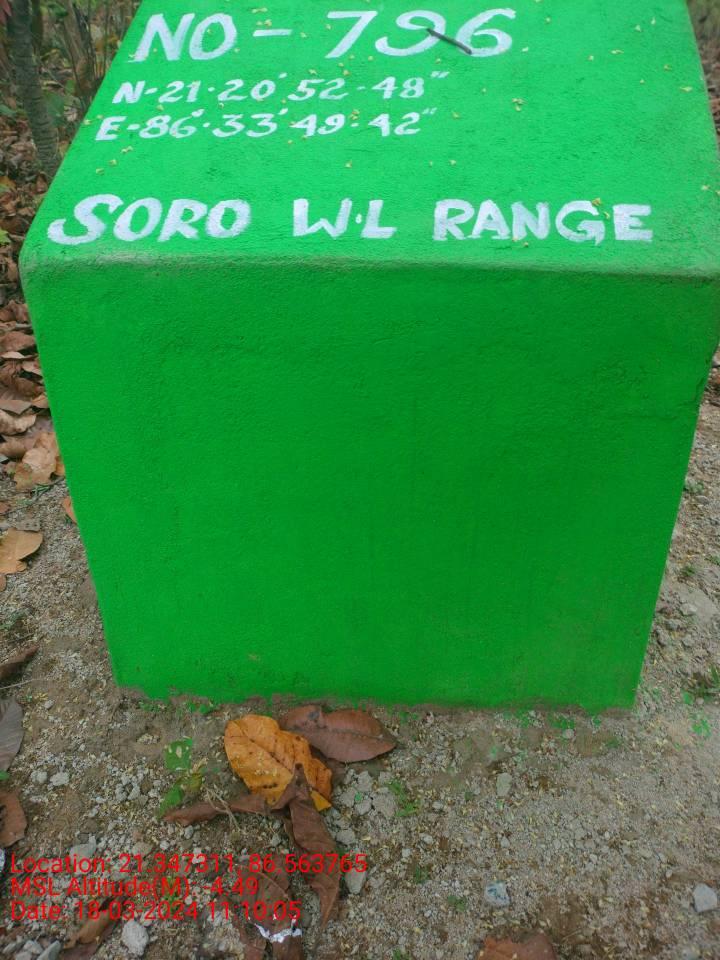 NO - 796
N-21·20' 52·48"
E-86°·33' 49·42"
SORO W·L RANGE
Location: 21.347311, 86.563765
MSL Altitude(M): -4.49
Date: 18-03-2024 11:10:05